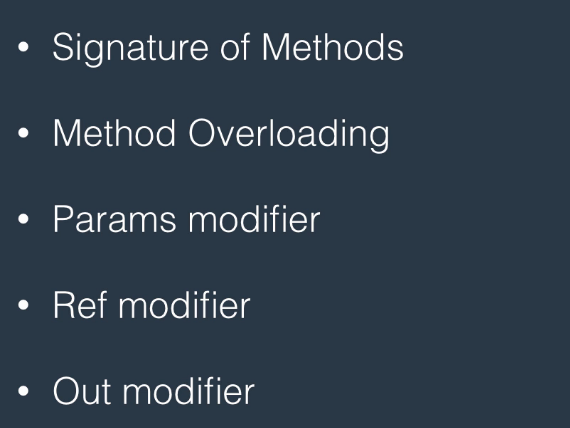 • Signature of Methods
• Method Overloading
• Params modifier
• Ref modifier
• Out modifier